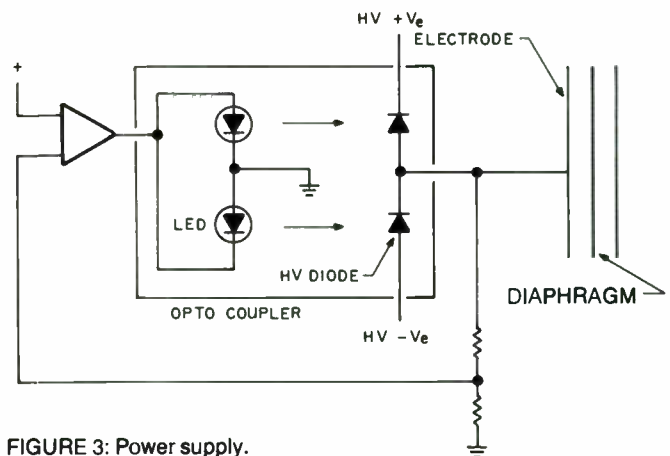 HV +Ve
ELECTRODE
+
LED
HV DIODE
OPTO COUPLER
DIAPHRAGM
HV -Ve
FIGURE 3: Power supply.